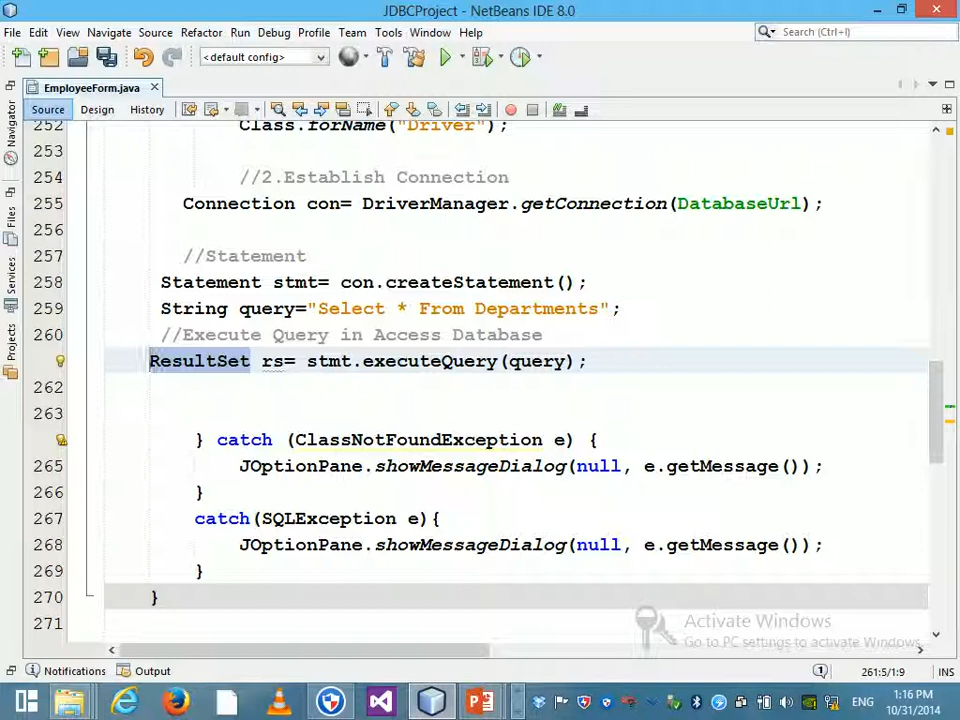 JDBCProject - NetBeans IDE 8.0
File Edit View Navigate Source Refactor Run Debug Profile Team Tools Window Help
Search (Ctrl+I)
<default config>
EmployeeForm.java
Source Design History
Navigator
Files
Services
Projects
252 Class.forName("Driver");
253
254 //2.Establish Connection
255 Connection con= DriverManager.getConnection(DatabaseUrl);
256
257 //Statement
258 Statement stmt= con.createStatement();
259 String query="Select * From Departments";
260 //Execute Query in Access Database
ResultSet rs= stmt.executeQuery(query);
262
263
} catch (ClassNotFoundException e) {
265 JOptionPane.showMessageDialog(null, e.getMessage());
266 }
267 catch(SQLException e){
268 JOptionPane.showMessageDialog(null, e.getMessage());
269 }
270 }
271
Activate Windows
Go to PC settings to activate Windows.
Notifications Output
1
261:5/1:9
INS
ENG
1:16 PM
10/31/2014